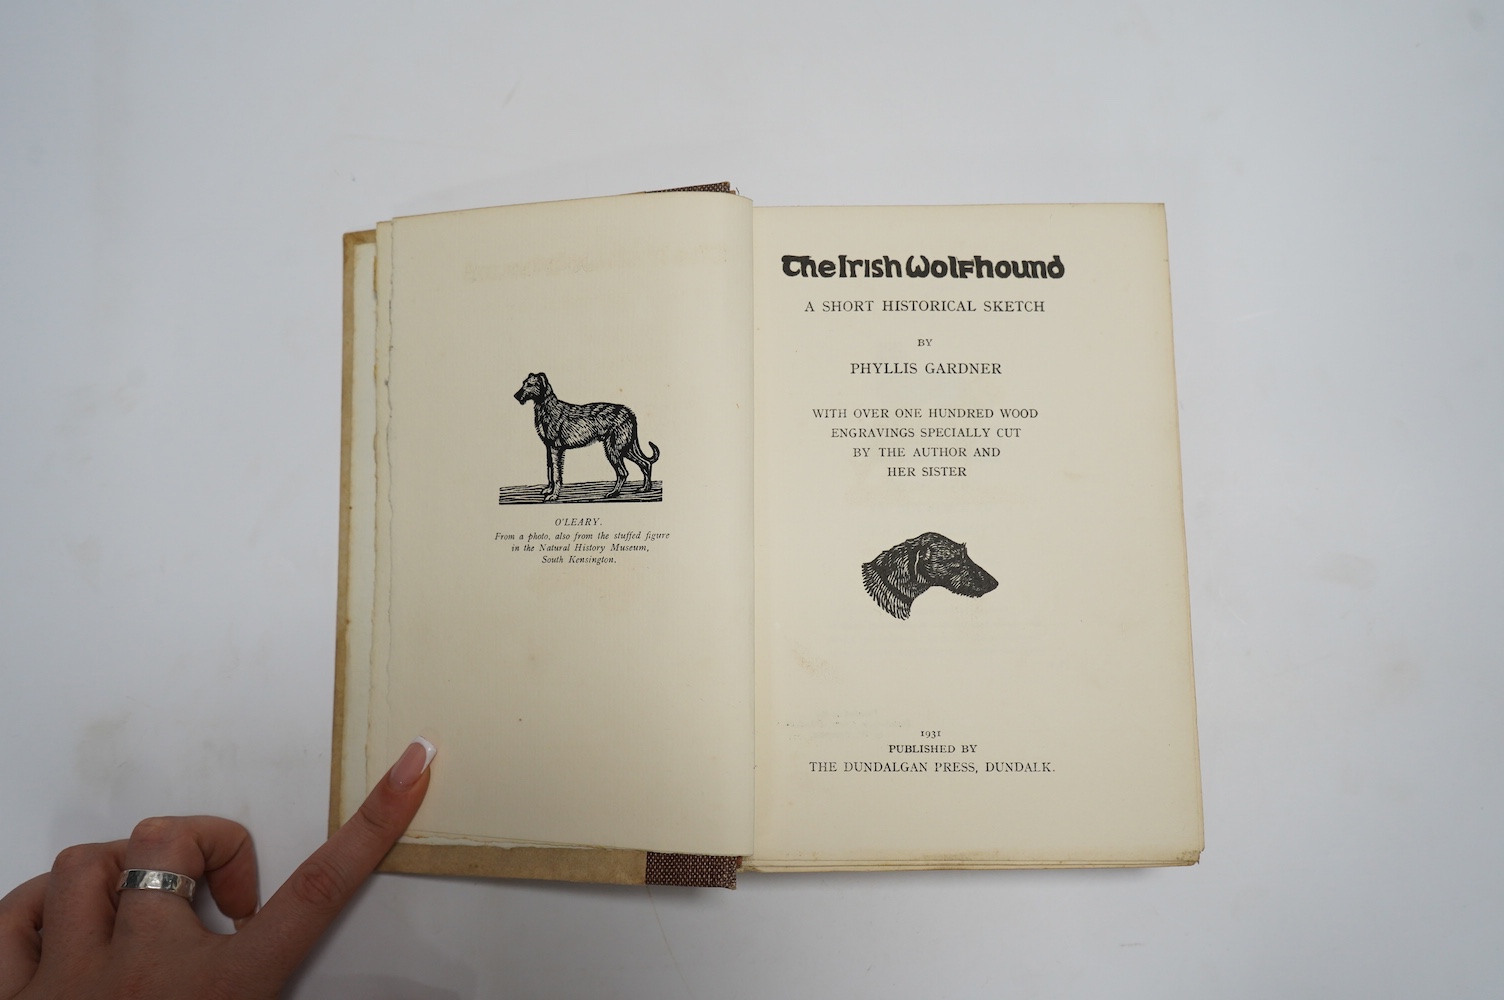 O'LEARY.
From a photo, also from the stuffed figure
in the Natural History Museum,
South Kensington.
The Irish Wolfhound
A SHORT HISTORICAL SKETCH
BY
PHYLLIS GARDNER
WITH OVER ONE HUNDRED WOOD
ENGRAVINGS SPECIALLY CUT
BY THE AUTHOR AND
HER SISTER
1931
PUBLISHED BY
THE DUNDALGAN PRESS, DUNDALK.